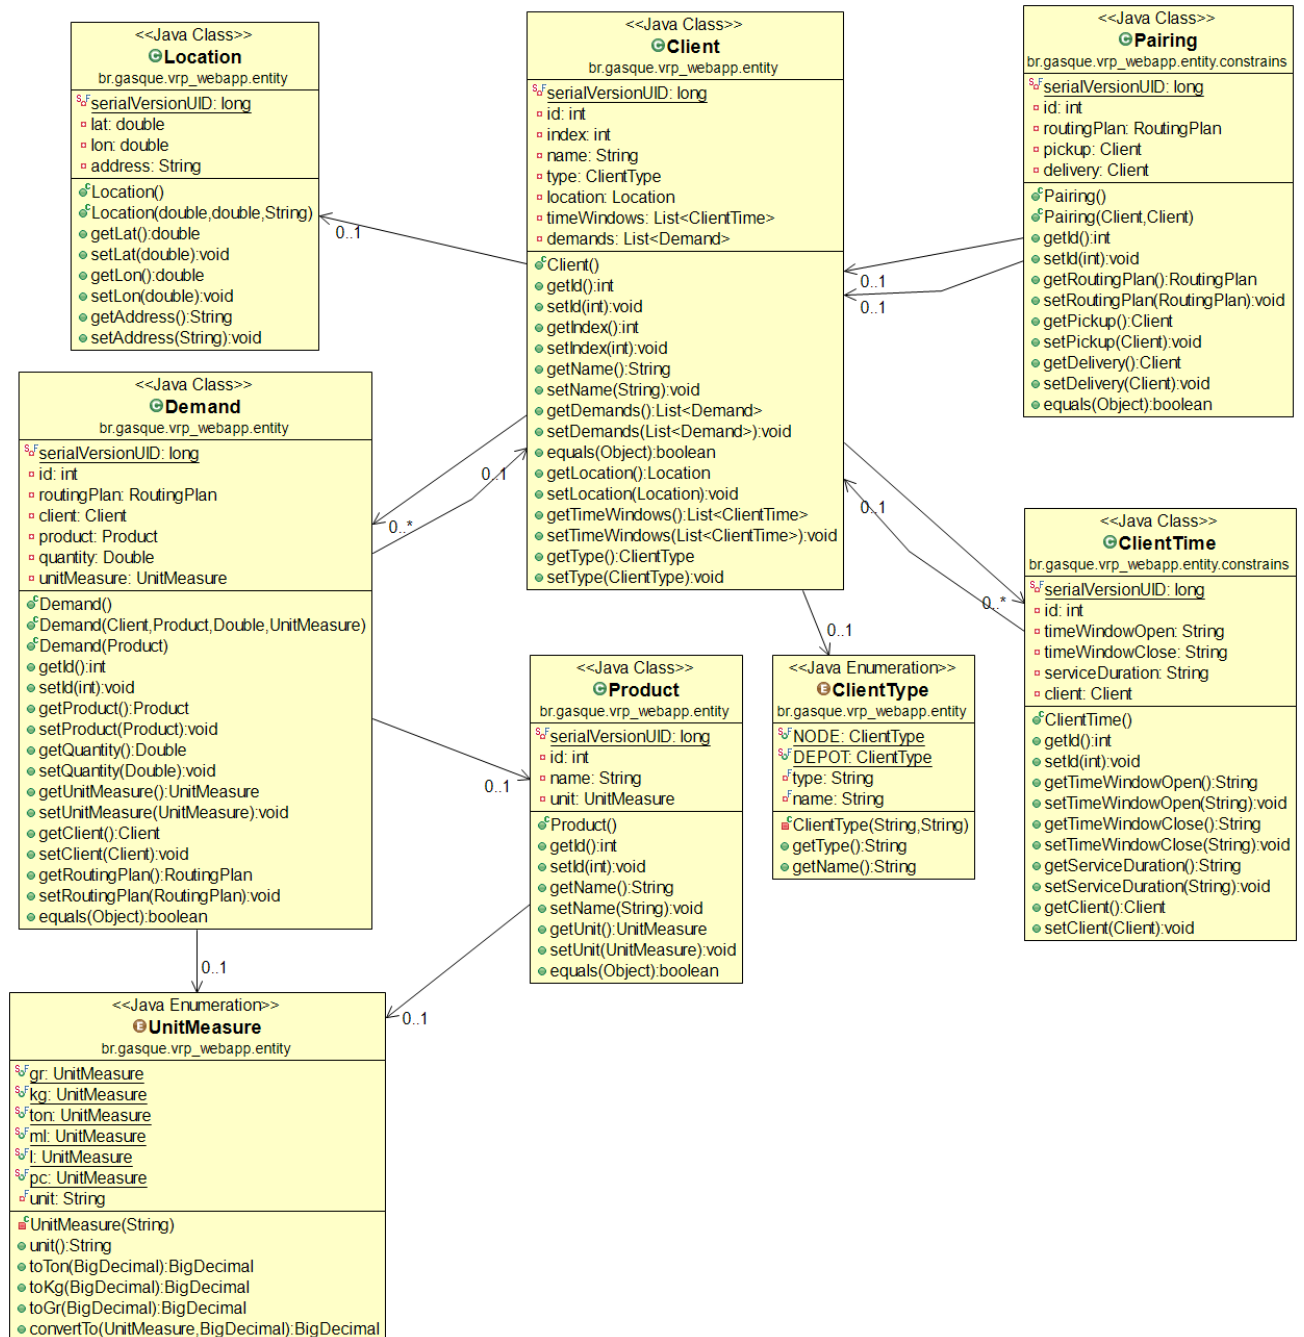 <<Java Class>>
Location
br.gasque.vrp_webapp.entity
serialVersionUID: long
lat: double
lon: double
address: String
Location()
Location(double,double,String)
getLat():double
setLat(double):void
getLon():double
setLon(double):void
getAddress():String
setAddress(String):void
0..1
<<Java Class>>
Client
br.gasque.vrp_webapp.entity
serialVersionUID: long
id: int
index: int
name: String
type: ClientType
location: Location
timeWindows: List<ClientTime>
demands: List<Demand>
Client()
getId():int
setId(int):void
getIndex():int
setIndex(int):void
getName():String
setName(String):void
getDemands():List<Demand>
setDemands(List<Demand>):void
equals(Object):boolean
getLocation():Location
setLocation(Location):void
getTimeWindows():List<ClientTime>
setTimeWindows(List<ClientTime>):void
getType():ClientType
setType(ClientType):void
<<Java Class>>
Pairing
br.gasque.vrp_webapp.entity.constrains
serialVersionUID: long
id: int
routingPlan: RoutingPlan
pickup: Client
delivery: Client
Pairing()
Pairing(Client,Client)
getId():int
setId(int):void
getRoutingPlan():RoutingPlan
setRoutingPlan(RoutingPlan):void
getPickup():Client
setPickup(Client):void
getDelivery():Client
setDelivery(Client):void
equals(Object):boolean
0..1
0..1
<<Java Class>>
Demand
br.gasque.vrp_webapp.entity
serialVersionUID: long
id: int
routingPlan: RoutingPlan
client: Client
product: Product
quantity: Double
unitMeasure: UnitMeasure
Demand()
Demand(Client,Product,Double,UnitMeasure)
Demand(Product)
getId():int
setId(int):void
getProduct():Product
setProduct(Product):void
getQuantity():Double
setQuantity(Double):void
getUnitMeasure():UnitMeasure
setUnitMeasure(UnitMeasure):void
getClient():Client
setClient(Client):void
getRoutingPlan():RoutingPlan
setRoutingPlan(RoutingPlan):void
equals(Object):boolean
0..1
0..*
0..1
0..*
<<Java Class>>
ClientTime
br.gasque.vrp_webapp.entity.constrains
serialVersionUID: long
id: int
timeWindowOpen: String
timeWindowClose: String
serviceDuration: String
client: Client
ClientTime()
getId():int
setId(int):void
getTimeWindowOpen():String
setTimeWindowOpen(String):void
getTimeWindowClose():String
setTimeWindowClose(String):void
getServiceDuration():String
setServiceDuration(String):void
getClient():Client
setClient(Client):void
0..1
<<Java Class>>
Product
br.gasque.vrp_webapp.entity
serialVersionUID: long
id: int
name: String
unit: UnitMeasure
Product()
getId():int
setId(int):void
getName():String
setName(String):void
getUnit():UnitMeasure
setUnit(UnitMeasure):void
equals(Object):boolean
0..1
<<Java Enumeration>>
ClientType
br.gasque.vrp_webapp.entity
NODE: ClientType
DEPOT: ClientType
type: String
name: String
ClientType(String,String)
getType():String
getName():String
0..1
0..1
<<Java Enumeration>>
UnitMeasure
br.gasque.vrp_webapp.entity
gr: UnitMeasure
kg: UnitMeasure
ton: UnitMeasure
ml: UnitMeasure
l: UnitMeasure
pc: UnitMeasure
unit: String
UnitMeasure(String)
unit():String
toTon(BigDecimal):BigDecimal
toKg(BigDecimal):BigDecimal
toGr(BigDecimal):BigDecimal
convertTo(UnitMeasure,BigDecimal):BigDecimal